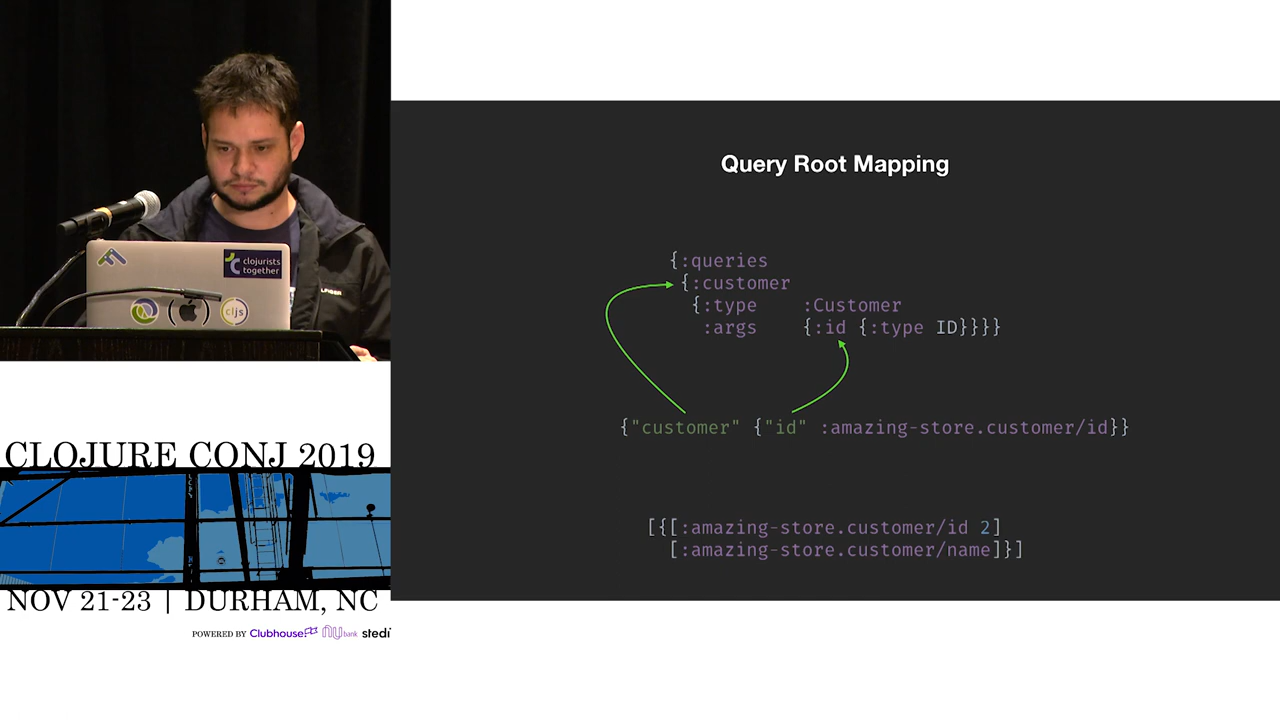 clojurists
together
cljs
CLOJURE CONJ 2019
NOV 21-23 | DURHAM, NC
POWERED BY Clubhouse nu bank stedi
Query Root Mapping
{:queries
{:customer
{:type :Customer
:args {:id {:type ID}}}}
{"customer" {"id" :amazing-store.customer/id}}
[{[:amazing-store.customer/id 2]
[:amazing-store.customer/name]}]